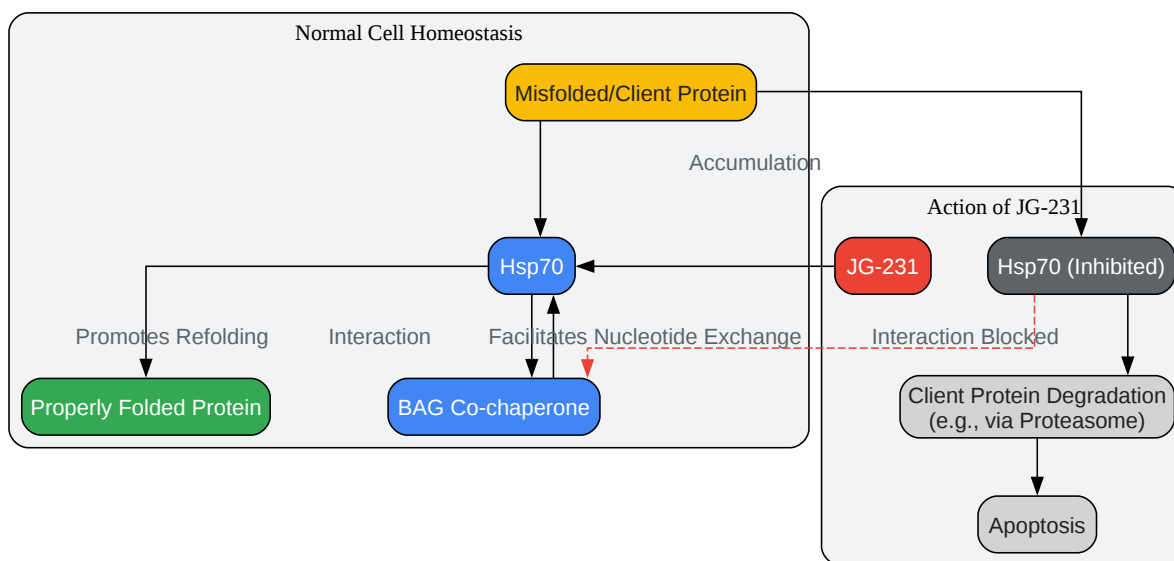 Normal Cell Homeostasis
Misfolded/Client Protein
Accumulation
Action of JG-231
Hsp70
JG-231
Hsp70 (Inhibited)
Promotes Refolding
Interaction
Facilitates Nucleotide Exchange
Interaction Blocked
Properly Folded Protein
BAG Co-chaperone
Client Protein Degradation
(e.g., via Proteasome)
Apoptosis